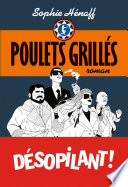 Sophie Hénaff
POULETS GRILLÉS
roman
DÉSOPILANT!